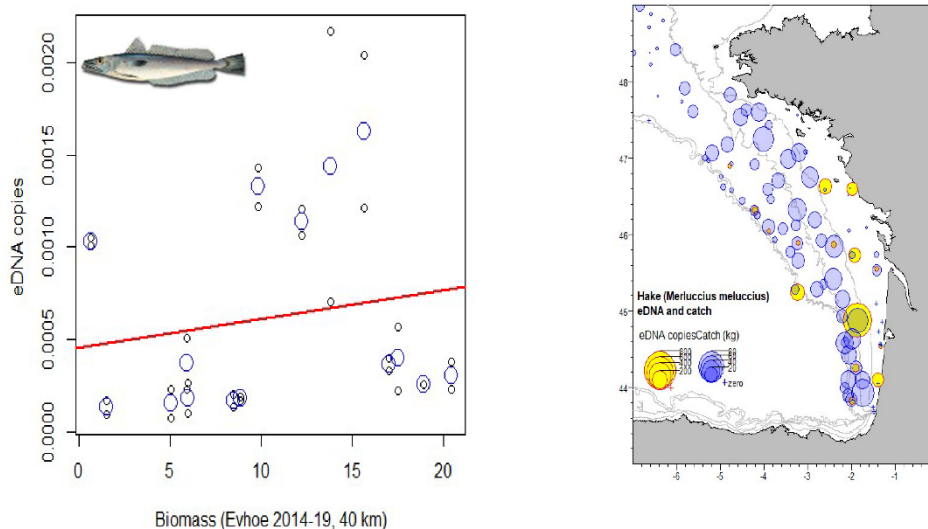 eDNA copies
0.0020
0.0015
0.0010
0.0005
0.0000
0 5 10 15 20
Biomass (Evhoe 2014-19, 40 km)
48
47
46
45
44
Hake (Merluccius meluccius)
eDNA and catch
eDNA copiesCatch (kg)
200
20
+zero
-6 -5 -4 -3 -2 -1